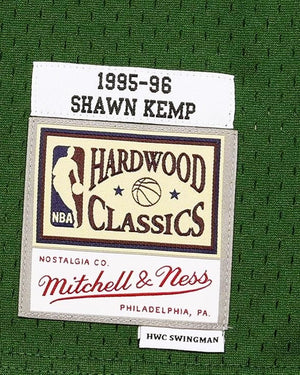 1995-96
SHAWN KEMP
HARDWOOD
NBA
CLASSICS
NOSTALGIA CO.
Mitchell & Ness
PHILADELPHIA, PA.
HWC SWINGMAN